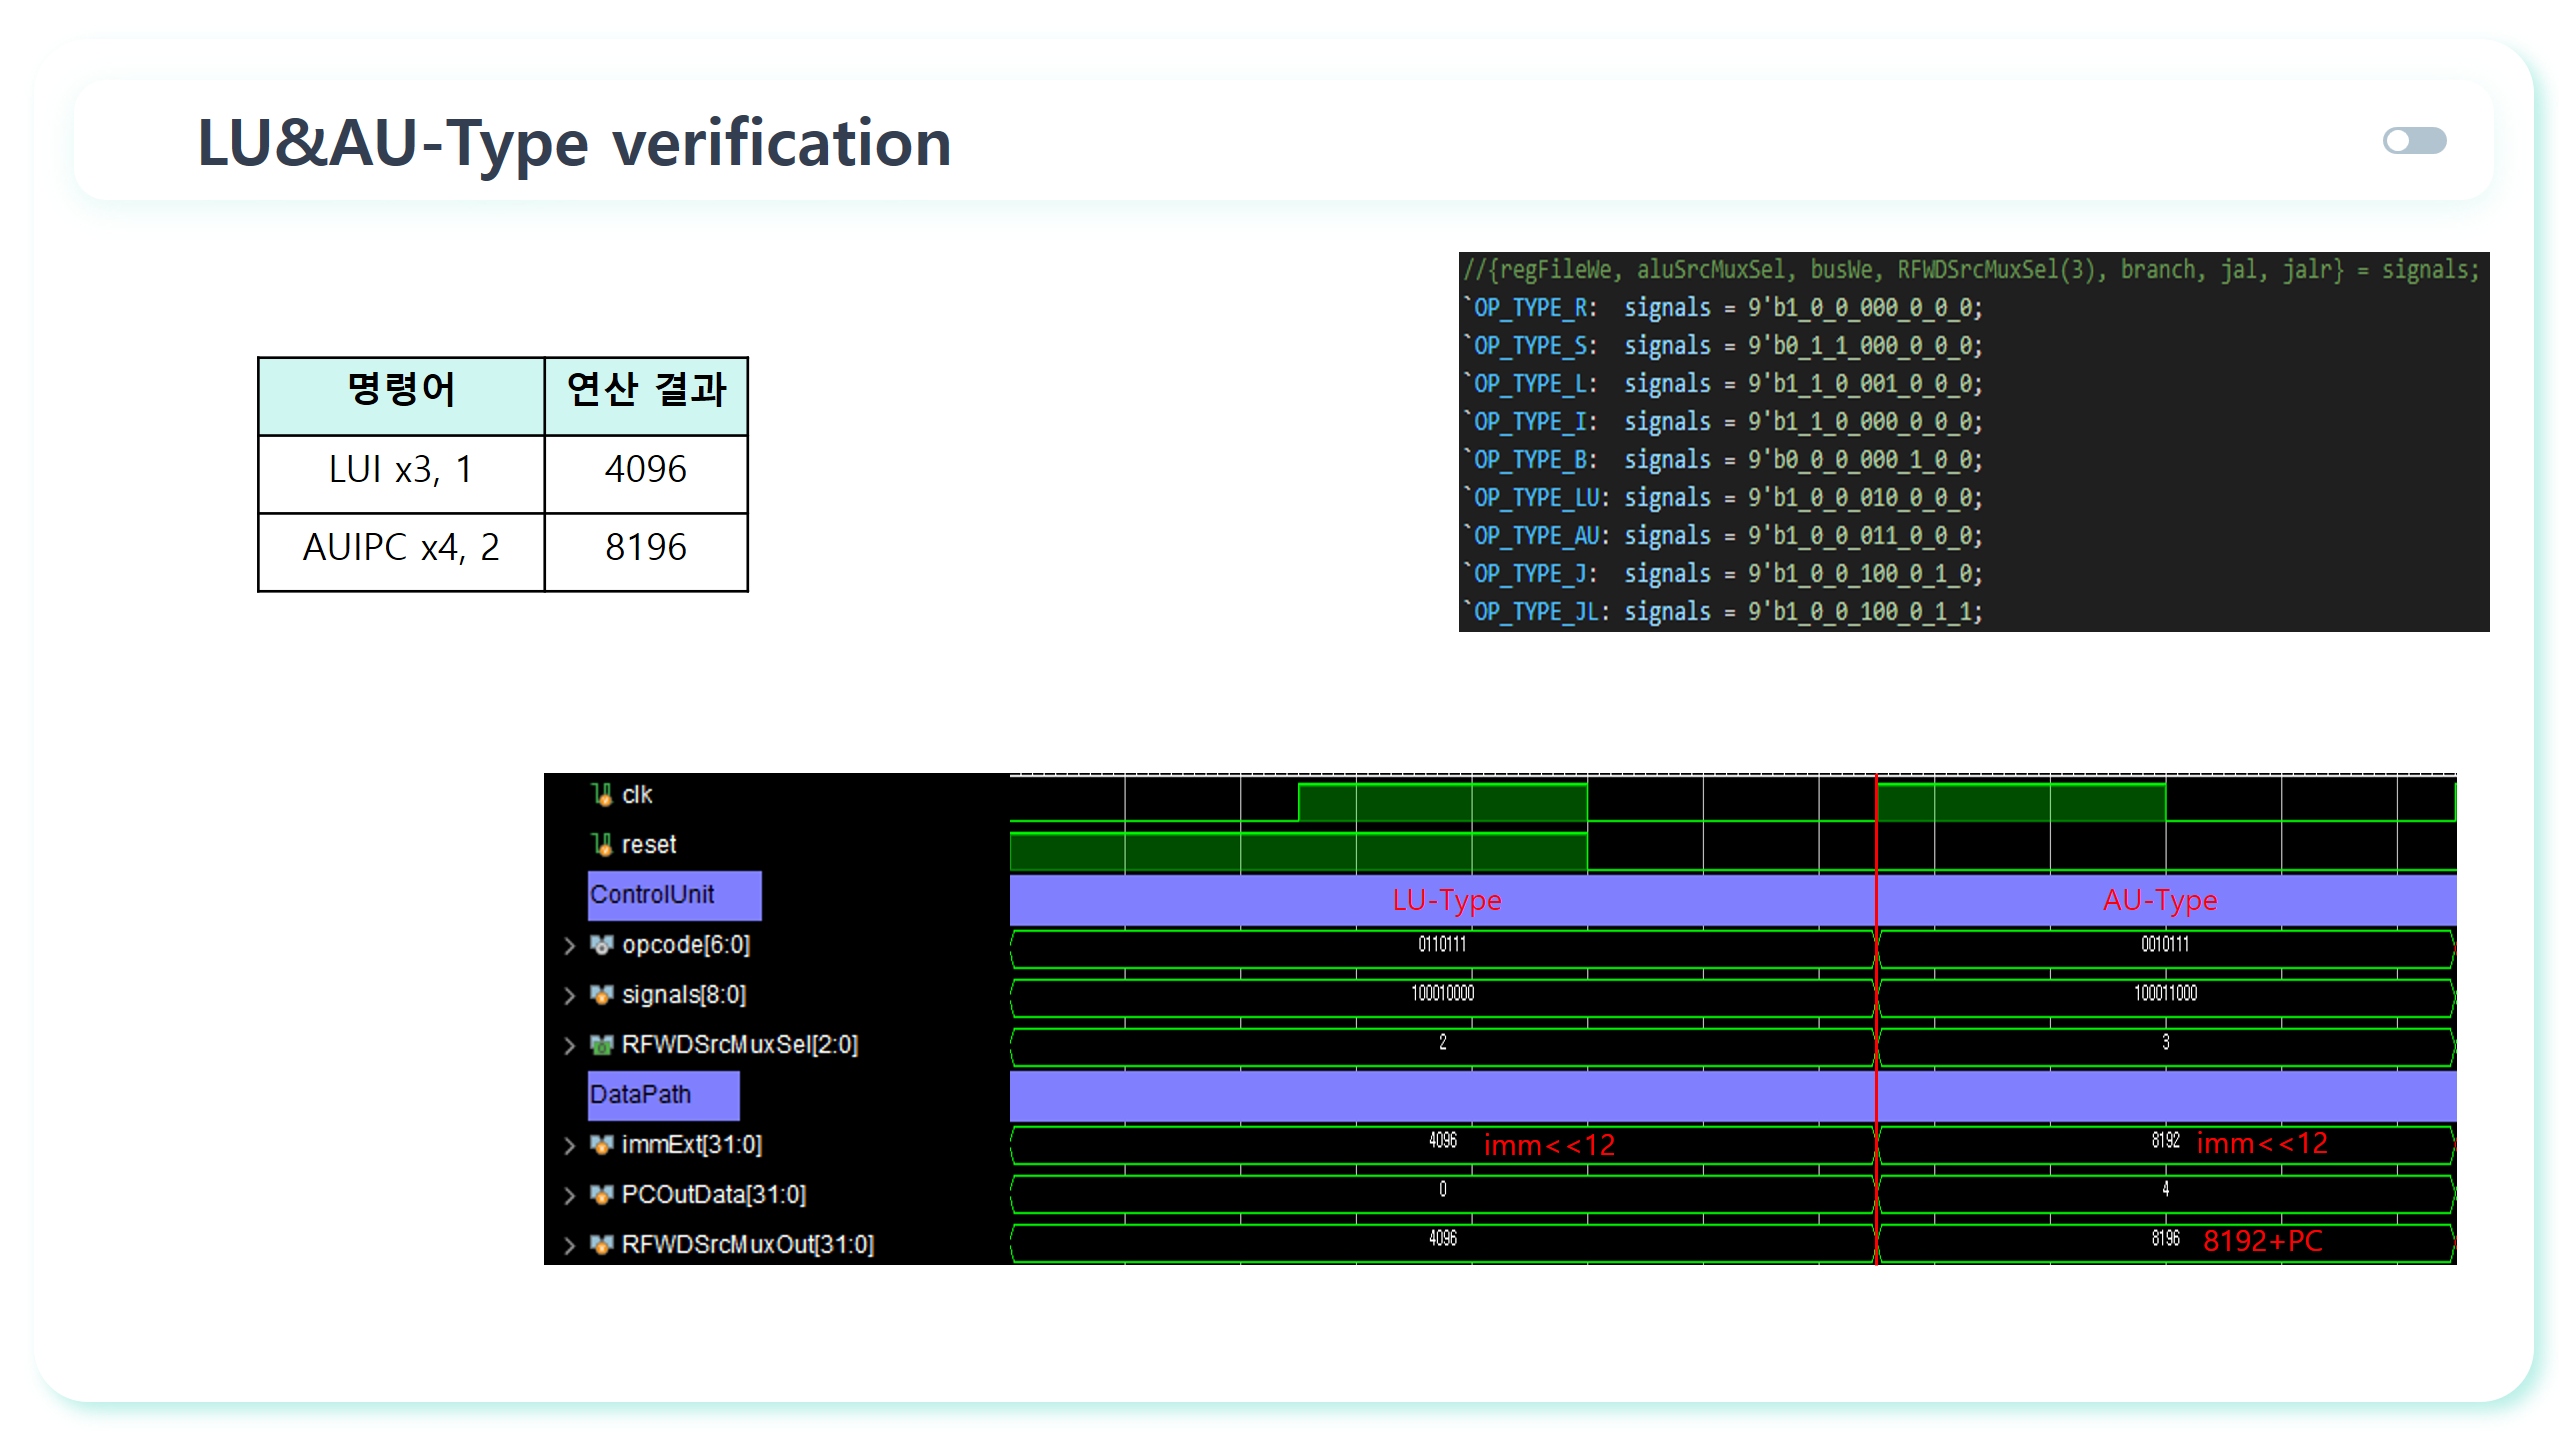 LU&AU-Type verification
//{regFileWe, aluSrcMuxSel, busWe, RFWDSrcMuxSel(3), branch, jal, jalr} = signals;
`OP_TYPE_R:  signals = 9'b1_0_0_000_0_0_0;
`OP_TYPE_S:  signals = 9'b0_1_1_000_0_0_0;
`OP_TYPE_L:  signals = 9'b1_1_0_001_0_0_0;
`OP_TYPE_I:  signals = 9'b1_1_0_000_0_0_0;
`OP_TYPE_B:  signals = 9'b0_0_0_000_1_0_0;
`OP_TYPE_LU: signals = 9'b1_0_0_010_0_0_0;
`OP_TYPE_AU: signals = 9'b1_0_0_011_0_0_0;
`OP_TYPE_J:  signals = 9'b1_0_0_100_0_1_0;
`OP_TYPE_JL: signals = 9'b1_0_0_100_0_1_1;
명령어 연산 결과
LUI x3, 1 4096
AUIPC x4, 2 8196
clk
reset
ControlUnit LU-Type AU-Type
opcode[6:0] 0110111 0010111
signals[8:0] 100010000 100011000
RFWDSrcMuxSel[2:0] 2 3
DataPath
immExt[31:0] 4096 imm<<12 8192 imm<<12
PCOutData[31:0] 0 4
RFWDSrcMuxOut[31:0] 4096 8196 8192+PC